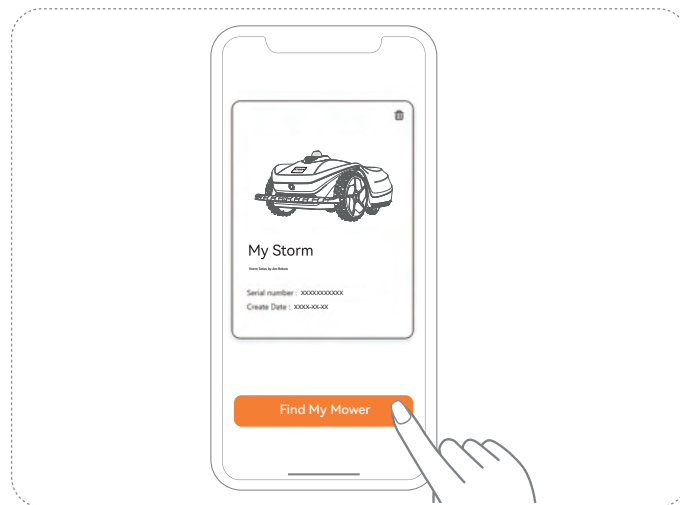 My Storm
Serial number : XXXXXXXXXXX
Create Date : XXXX-XX-XX
Find My Mower